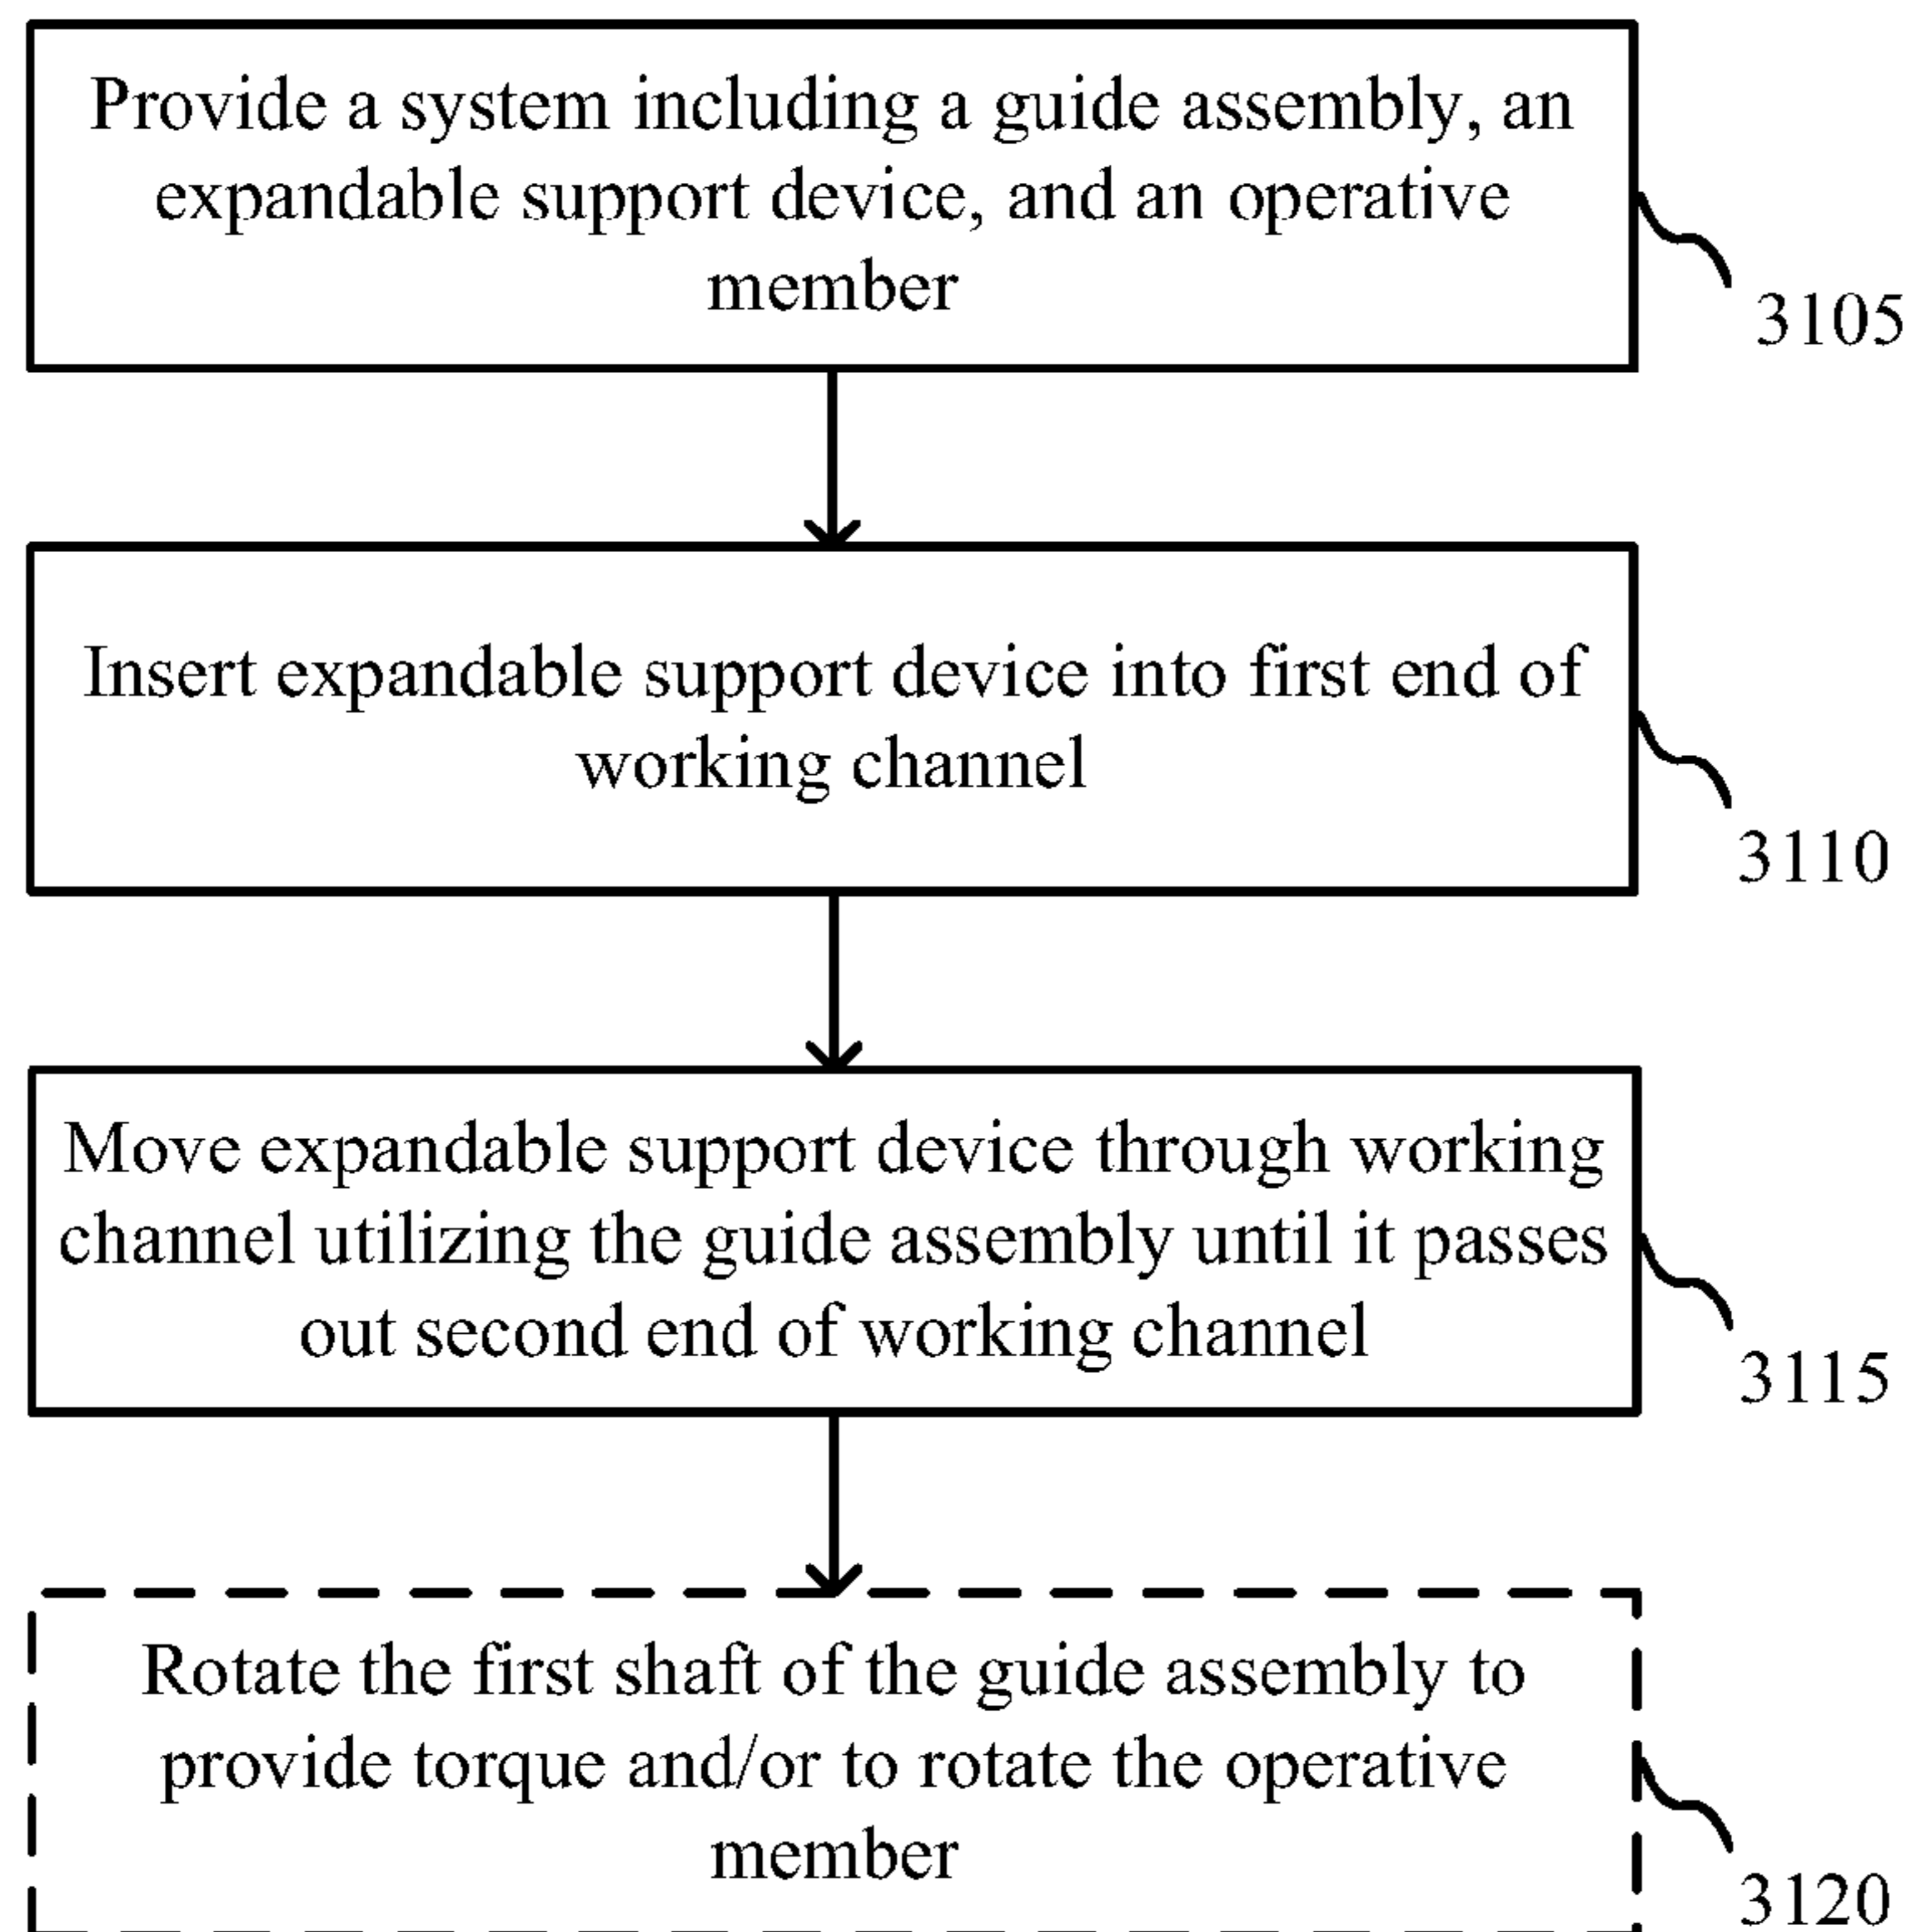 Provide a system including a guide assembly, an
expandable support device, and an operative
member
3105
Insert expandable support device into first end of
working channel
3110
Move expandable support device through working
channel utilizing the guide assembly until it passes
out second end of working channel
3115
Rotate the first shaft of the guide assembly to
provide torque and/or to rotate the operative
member
3120